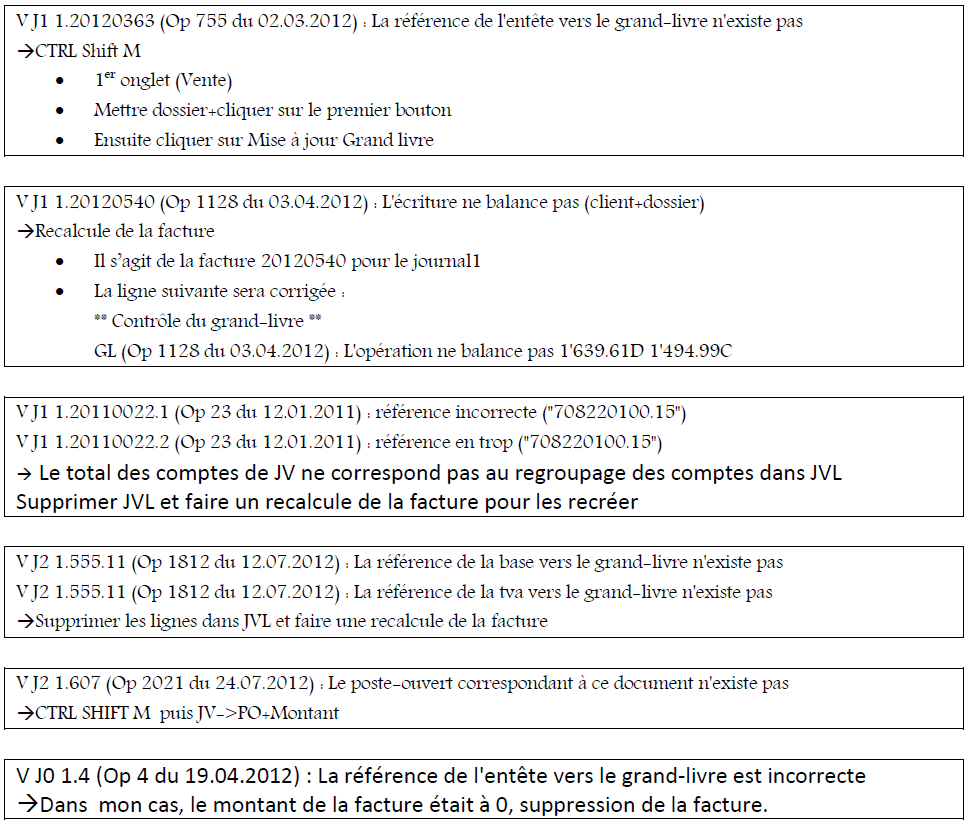 V J1 1.20120363 (Op 755 du 02.03.2012) : La référence de l'entête vers le grand-livre n'existe pas
→CTRL Shift M
• 1er onglet (Vente)
• Mettre dossier+cliquer sur le premier bouton
• Ensuite cliquer sur Mise à jour Grand livre
V J1 1.20120540 (Op 1128 du 03.04.2012) : L'écriture ne balance pas (client+dossier)
→Recalcule de la facture
• Il s'agit de la facture 20120540 pour le journal1
• La ligne suivante sera corrigée :
** Contrôle du grand-livre **
GL (Op 1128 du 03.04.2012) : L'opération ne balance pas 1'639.61D 1'494.99C
V J1 1.20110022.1 (Op 23 du 12.01.2011) : référence incorrecte ("708220100.15")
V J1 1.20110022.2 (Op 23 du 12.01.2011) : référence en trop ("708220100.15")
→ Le total des comptes de JV ne correspond pas au regroupage des comptes dans JVL
Supprimer JVL et faire un recalcule de la facture pour les recréer
V J2 1.555.11 (Op 1812 du 12.07.2012) : La référence de la base vers le grand-livre n'existe pas
V J2 1.555.11 (Op 1812 du 12.07.2012) : La référence de la tva vers le grand-livre n'existe pas
→Supprimer les lignes dans JVL et faire une recalcule de la facture
V J2 1.607 (Op 2021 du 24.07.2012) : Le poste-ouvert correspondant à ce document n'existe pas
→CTRL SHIFT M  puis JV->PO+Montant
V J0 1.4 (Op 4 du 19.04.2012) : La référence de l'entête vers le grand-livre est incorrecte
→Dans  mon cas, le montant de la facture était à 0, suppression de la facture.